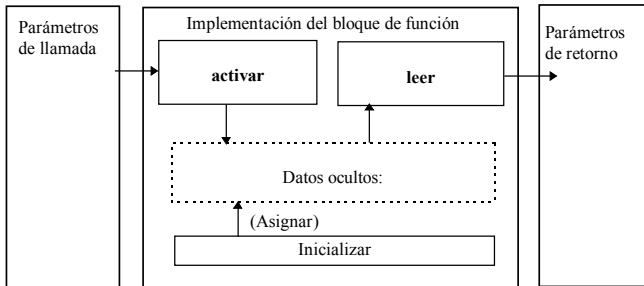 Parámetros
de llamada
Implementación del bloque de función
activar
leer
Datos ocultos:
(Asignar)
Inicializar
Parámetros
de retorno